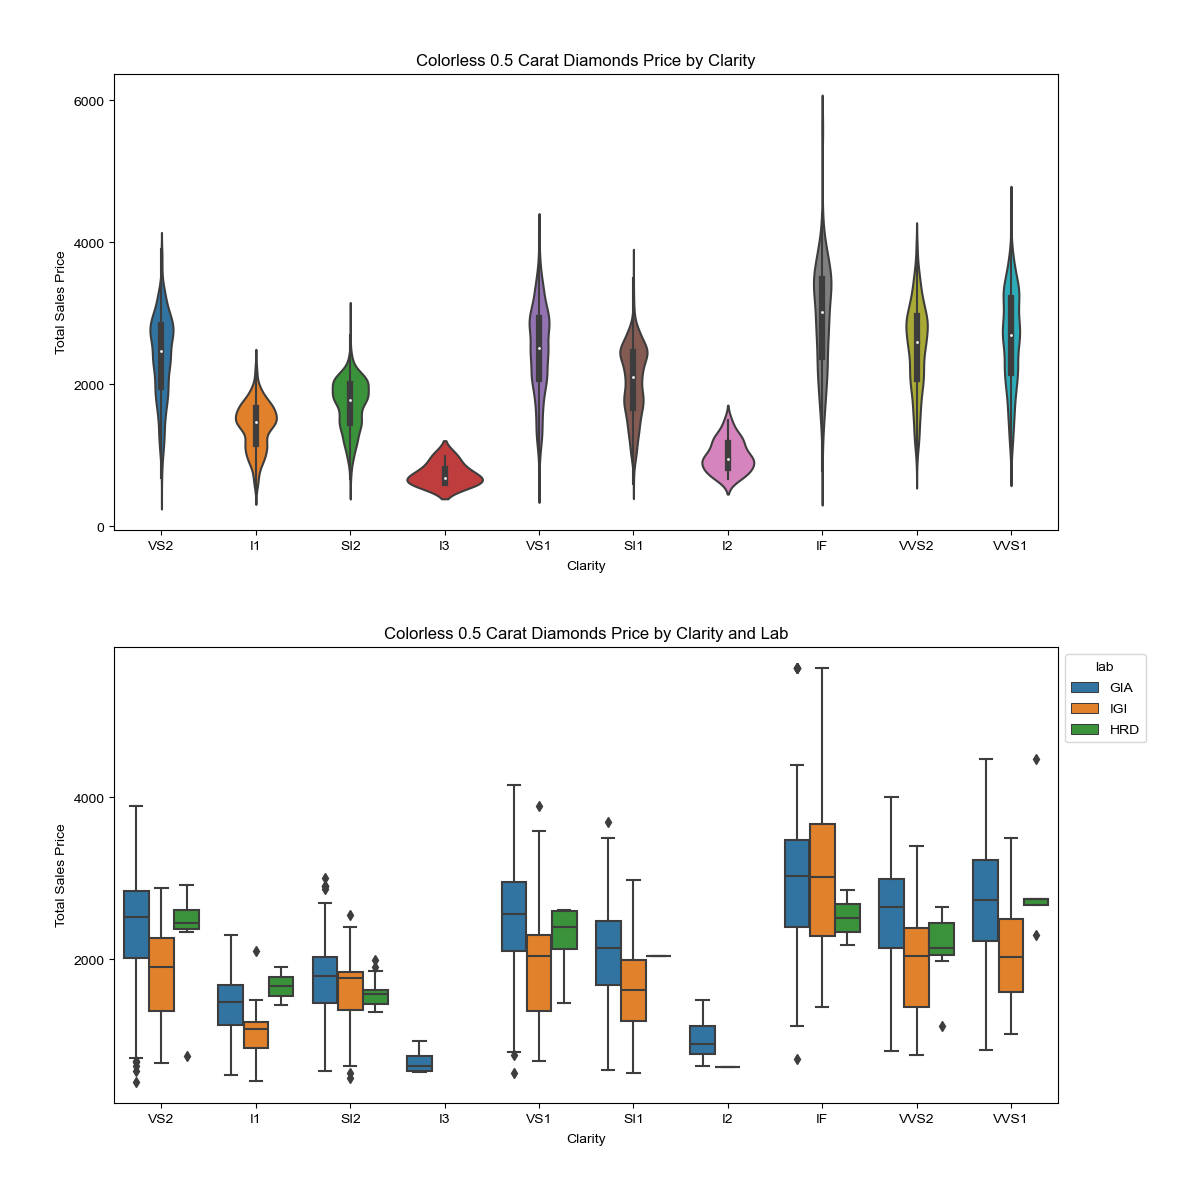 Colorless 0.5 Carat Diamonds Price by Clarity
Total Sales Price
6000
4000
2000
0
VS2 I1 SI2 I3 VS1 SI1 I2 IF VVS2 VVS1
Clarity
Colorless 0.5 Carat Diamonds Price by Clarity and Lab
Total Sales Price
4000
2000
VS2 I1 SI2 I3 VS1 SI1 I2 IF VVS2 VVS1
Clarity
lab
GIA
IGI
HRD